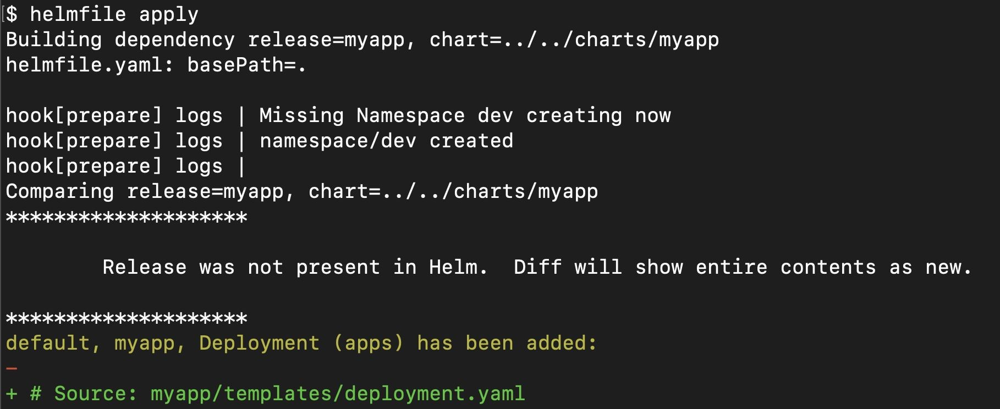 $ helmfile apply
Building dependency release=myapp, chart=../../charts/myapp
helmfile.yaml: basePath=.
hook[prepare] logs | Missing Namespace dev creating now
hook[prepare] logs | namespace/dev created
hook[prepare] logs |
Comparing release=myapp, chart=../../charts/myapp
********************
Release was not present in Helm.  Diff will show entire contents as new.
********************
default, myapp, Deployment (apps) has been added:
-
+ # Source: myapp/templates/deployment.yaml